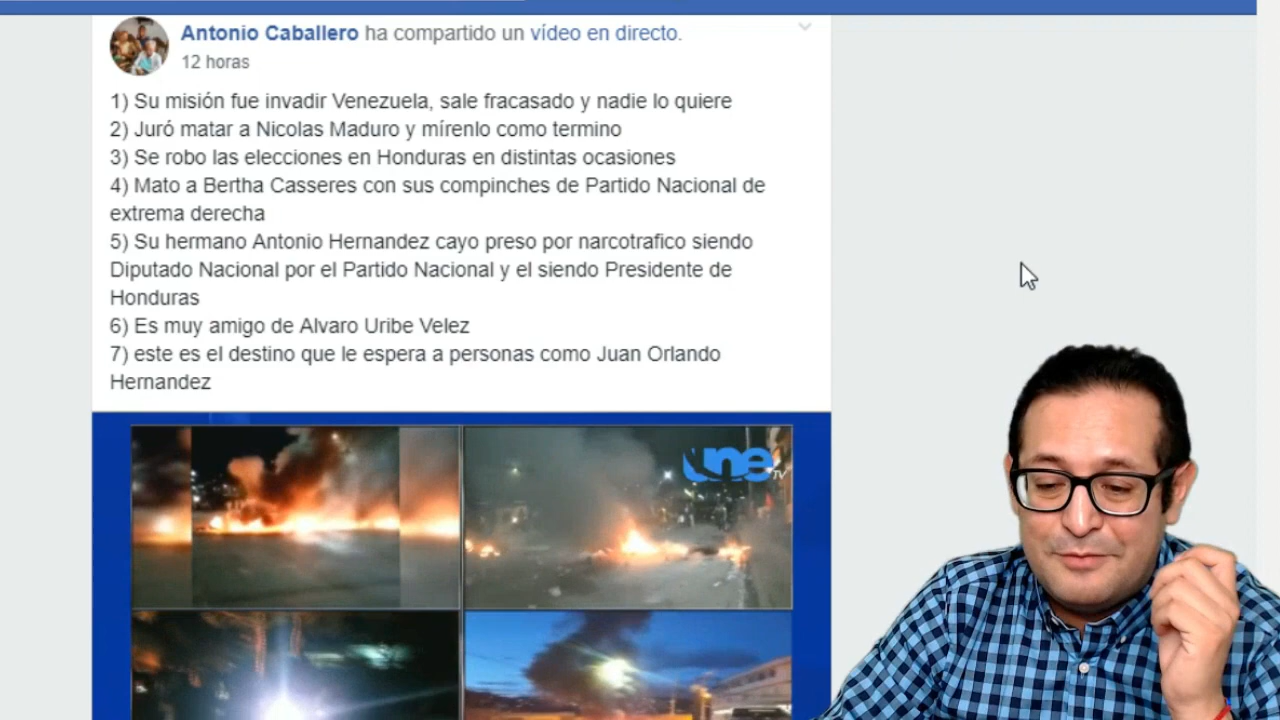 Antonio Caballero ha compartido un vídeo en directo.
12 horas
1) Su misión fue invadir Venezuela, sale fracasado y nadie lo quiere
2) Juró matar a Nicolas Maduro y mírenlo como termino
3) Se robo las elecciones en Honduras en distintas ocasiones
4) Mato a Bertha Casseres con sus compinches de Partido Nacional de
extrema derecha
5) Su hermano Antonio Hernandez cayo preso por narcotrafico siendo
Diputado Nacional por el Partido Nacional y el siendo Presidente de
Honduras
6) Es muy amigo de Alvaro Uribe Velez
7) este es el destino que le espera a personas como Juan Orlando
Hernandez
une TV